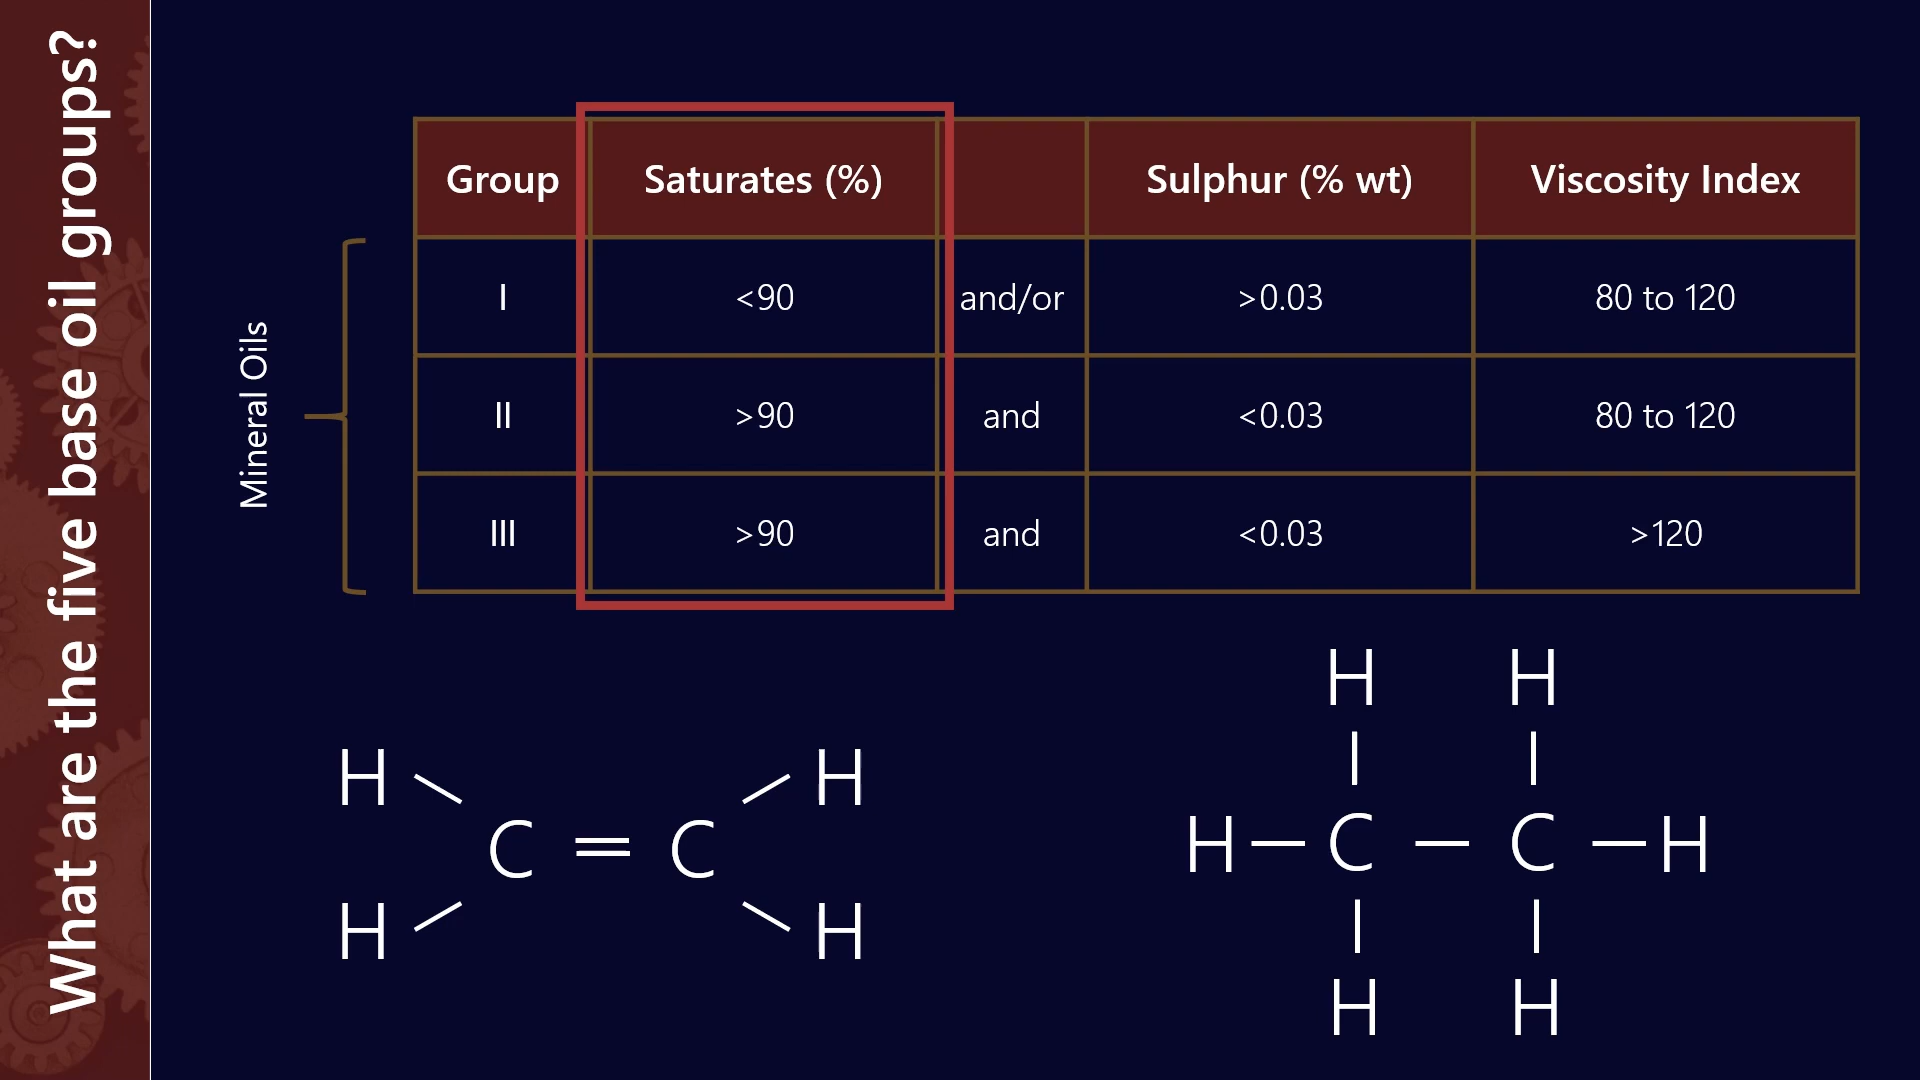 What are the five base oil groups?
Group Saturates (%) Sulphur (% wt) Viscosity Index
Mineral Oils
I <90 and/or >0.03 80 to 120
II >90 and <0.03 80 to 120
III >90 and <0.03 >120
H H
H H
C = C
H — C — C — H
H H
H H